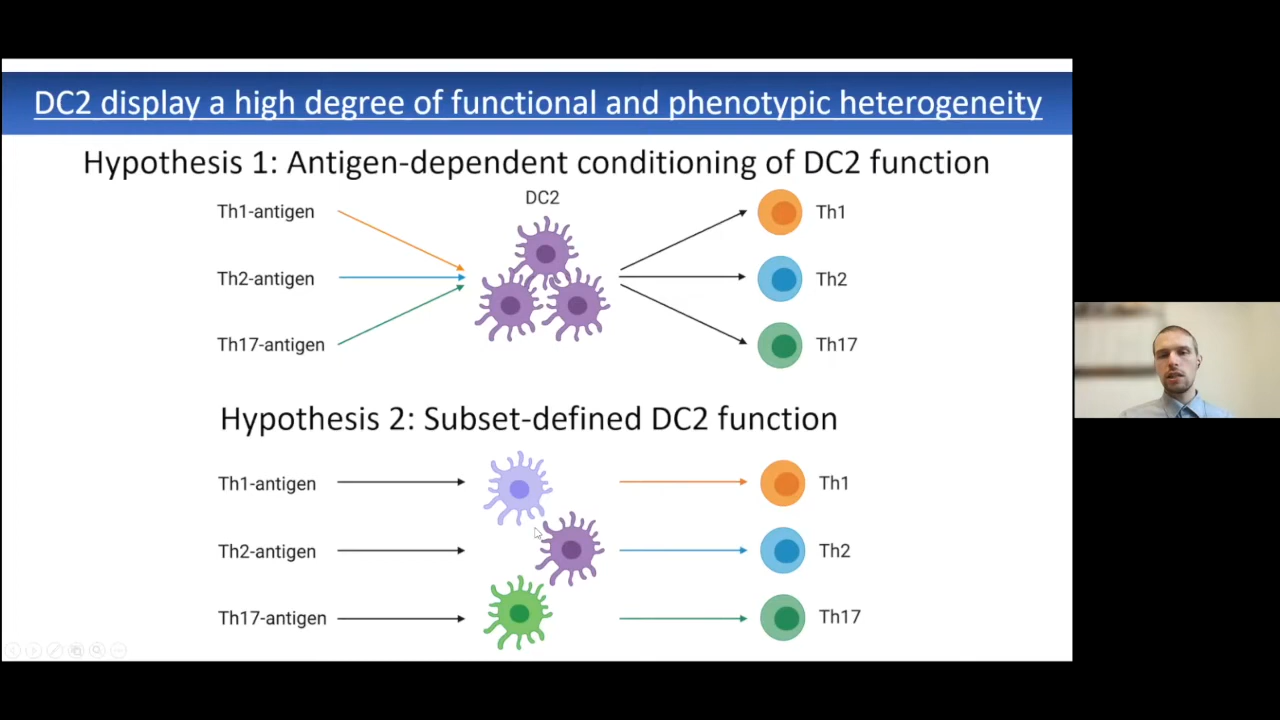 DC2 display a high degree of functional and phenotypic heterogeneity
Hypothesis 1: Antigen-dependent conditioning of DC2 function
DC2
Th1-antigen
Th1
Th2-antigen
Th2
Th17-antigen
Th17
Hypothesis 2: Subset-defined DC2 function
Th1-antigen
Th1
Th2-antigen
Th2
Th17-antigen
Th17